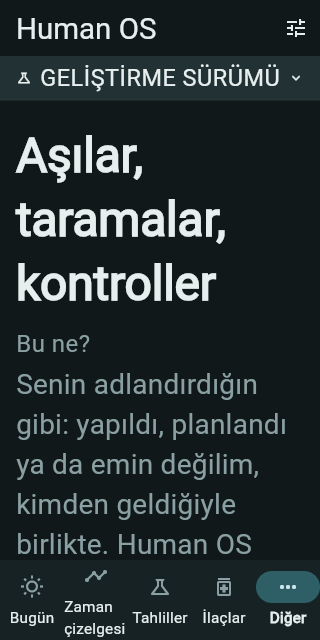 Human OS
GELİŞTİRME SÜRÜMÜ
Aşılar,
taramalar,
kontroller
Bu ne?
Senin adlandırdığın
gibi: yapıldı, planlandı
ya da emin değilim,
kimden geldiğiyle
birlikte. Human OS
Bugün
Zaman
çizelgesi
Tahliller
İlaçlar
Diğer